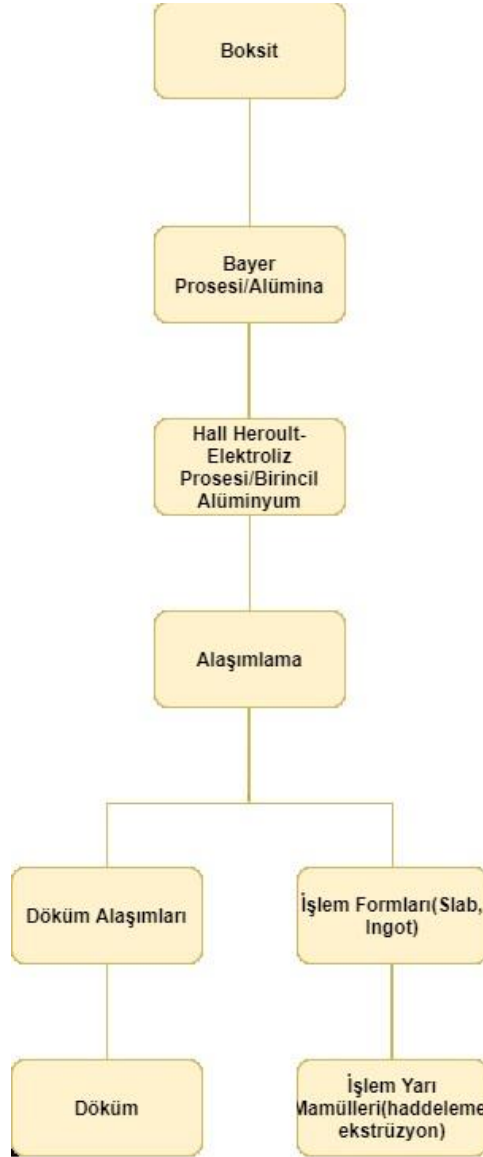 Boksit
Bayer
Prosesi/Alümina
Hall Heroult-
Elektroliz
Prosesi/Birincil
Alüminyum
Alaşımlama
Döküm Alaşımları
İşlem Formları(Slab,
Ingot)
Döküm
İşlem Yarı
Mamülleri(haddeleme
ekstrüzyon)